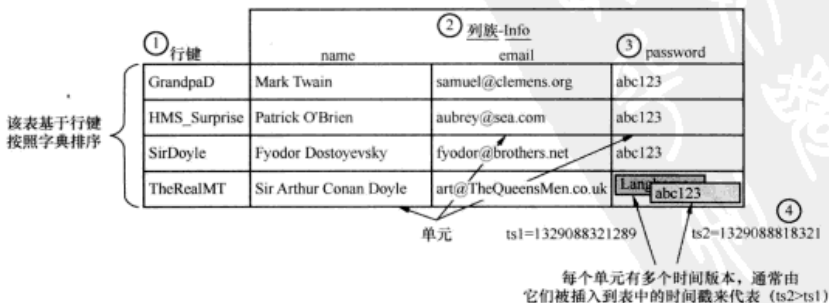 ② 列族-Info
① 行键
name
email
③ password
GrandpaD
Mark Twain
samuel@clemens.org
abc123
该表基于行键
按照字典排序
HMS_Surprise
Patrick O'Brien
aubrey@sea.com
abc123
SirDoyle
Fyodor Dostoyevsky
fyodor@brothers.net
abc123
TheRealMT
Sir Arthur Conan Doyle
art@TheQueensMen.co.uk
abc123
④
单元
ts1=1329088321289
ts2=1329088818321
每个单元有多个时间版本，通常由
它们被插入到表中的时间戳来代表（ts2>ts1）